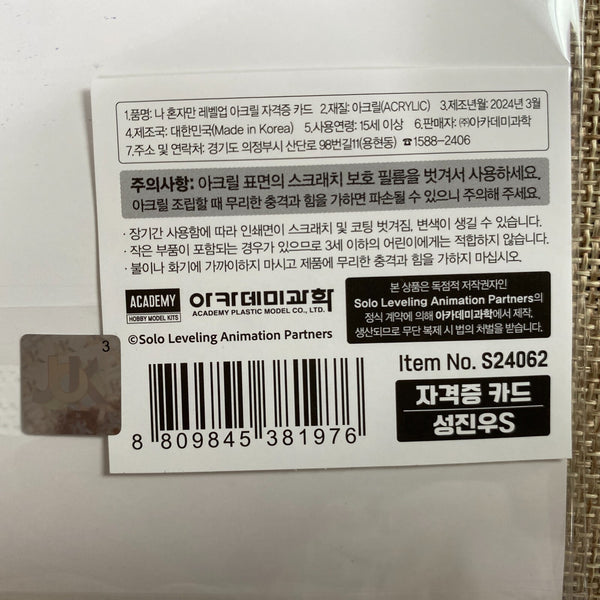 1.품명: 나 혼자만 레벨업 아크릴 자격증 카드 2.재질: 아크릴(ACRYLIC) 3.제조년월: 2024년 3월
4.제조국: 대한민국(Made in Korea) 5.사용연령: 15세 이상 6.판매자: ㈜아카데미과학
7.주소 및 연락처: 경기도 의정부시 산단로 98번길11(용현동) ☎1588-2406
주의사항: 아크릴 표면의 스크래치 보호 필름을 벗겨서 사용하세요.
아크릴 조립할 때 무리한 충격과 힘을 가하면 파손될 수 있으니 주의해 주세요.
· 장기간 사용함에 따라 인쇄면이 스크래치 및 코팅 벗겨짐, 변색이 생길 수 있습니다.
· 작은 부품이 포함되는 경우가 있으므로 3세 이하의 어린이에게는 적합하지 않습니다.
· 불이나 화기에 가까이하지 마시고 제품에 무리한 충격과 힘을 가하지 마십시오.
ACADEMY
HOBBY MODEL KITS
아카데미과학
ACADEMY PLASTIC MODEL CO., LTD.
©Solo Leveling Animation Partners
본 상품은 독점적 저작권자인
Solo Leveling Animation Partners의
정식 계약에 의해 아카데미과학에서 제작,
생산되므로 무단 복제 시 법의 처벌을 받습니다.
3
8 809845 381976
Item No. S24062
자격증 카드
성진우S